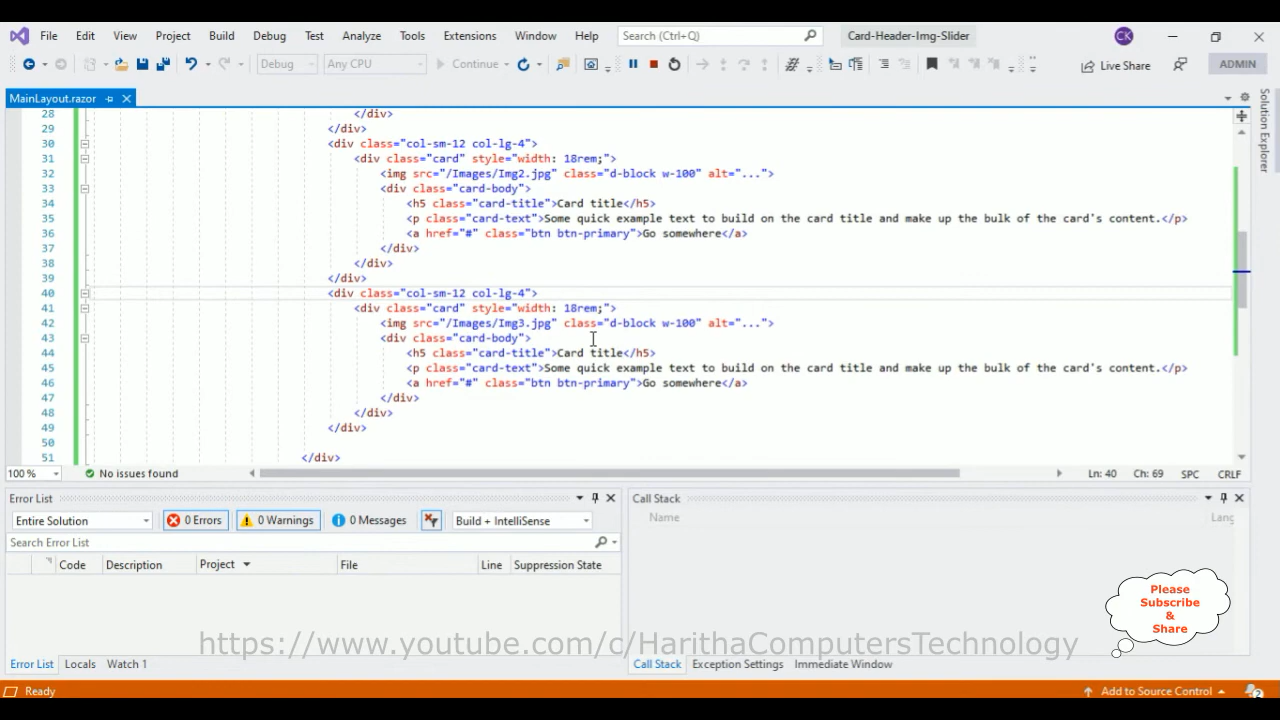 File Edit View Project Build Debug Test Analyze Tools Extensions Window Help Search (Ctrl+Q) Card-Header-Img-Slider CK
Debug Any CPU Continue Live Share ADMIN
MainLayout.razor
Solution Explorer
28 </div>
29 </div>
30 <div class="col-sm-12 col-lg-4">
31 <div class="card" style="width: 18rem;">
32 <img src="/Images/Img2.jpg" class="d-block w-100" alt="...">
33 <div class="card-body">
34 <h5 class="card-title">Card title</h5>
35 <p class="card-text">Some quick example text to build on the card title and make up the bulk of the card's content.</p>
36 <a href="#" class="btn btn-primary">Go somewhere</a>
37 </div>
38 </div>
39 </div>
40 <div class="col-sm-12 col-lg-4">
41 <div class="card" style="width: 18rem;">
42 <img src="/Images/Img3.jpg" class="d-block w-100" alt="...">
43 <div class="card-body">
44 <h5 class="card-title">Card title</h5>
45 <p class="card-text">Some quick example text to build on the card title and make up the bulk of the card's content.</p>
46 <a href="#" class="btn btn-primary">Go somewhere</a>
47 </div>
48 </div>
49 </div>
50
51 </div>
100 % No issues found Ln: 40 Ch: 69 SPC CRLF
Error List Call Stack
Entire Solution 0 Errors 0 Warnings 0 Messages Build + IntelliSense Name Lang
Search Error List
Code Description Project File Line Suppression State
Please
Subscribe
&
Share
https://www.youtube.com/c/HarithaComputersTechnology
Error List Locals Watch 1 Call Stack Exception Settings Immediate Window
Ready Add to Source Control 2